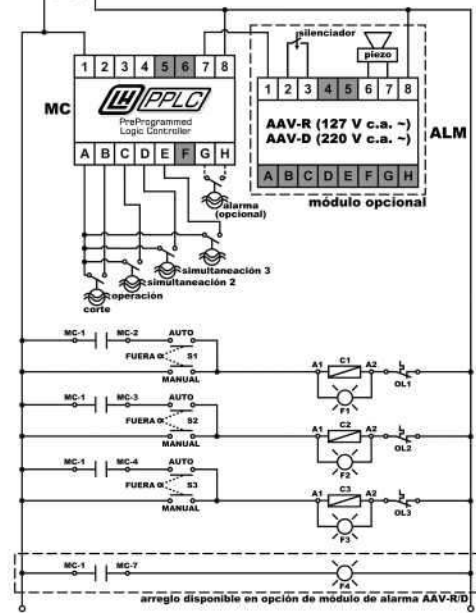 1 2 3 4 5 6 7 8
MC
LH PPLC
PreProgrammed
Logic Controller
A B C D E F G H
alarma
(opcional)
simultaneación 3
simultaneación 2
operación
corte
silenciador
piezo
1 2 3 4 5 6 7 8
AAV-R (127 V c.a. ~)
AAV-D (220 V c.a. ~)
ALM
A B C D E F G H
módulo opcional
MC-1 MC-2 AUTO
FUERA S1
MANUAL
A1 C1 A2
F1
OL1
MC-1 MC-3 AUTO
FUERA S2
MANUAL
A1 C2 A2
F2
OL2
MC-1 MC-4 AUTO
FUERA S3
MANUAL
A1 C3 A2
F3
OL3
MC-1 MC-7
F4
arreglo disponible en opción de módulo de alarma AAV-R/D